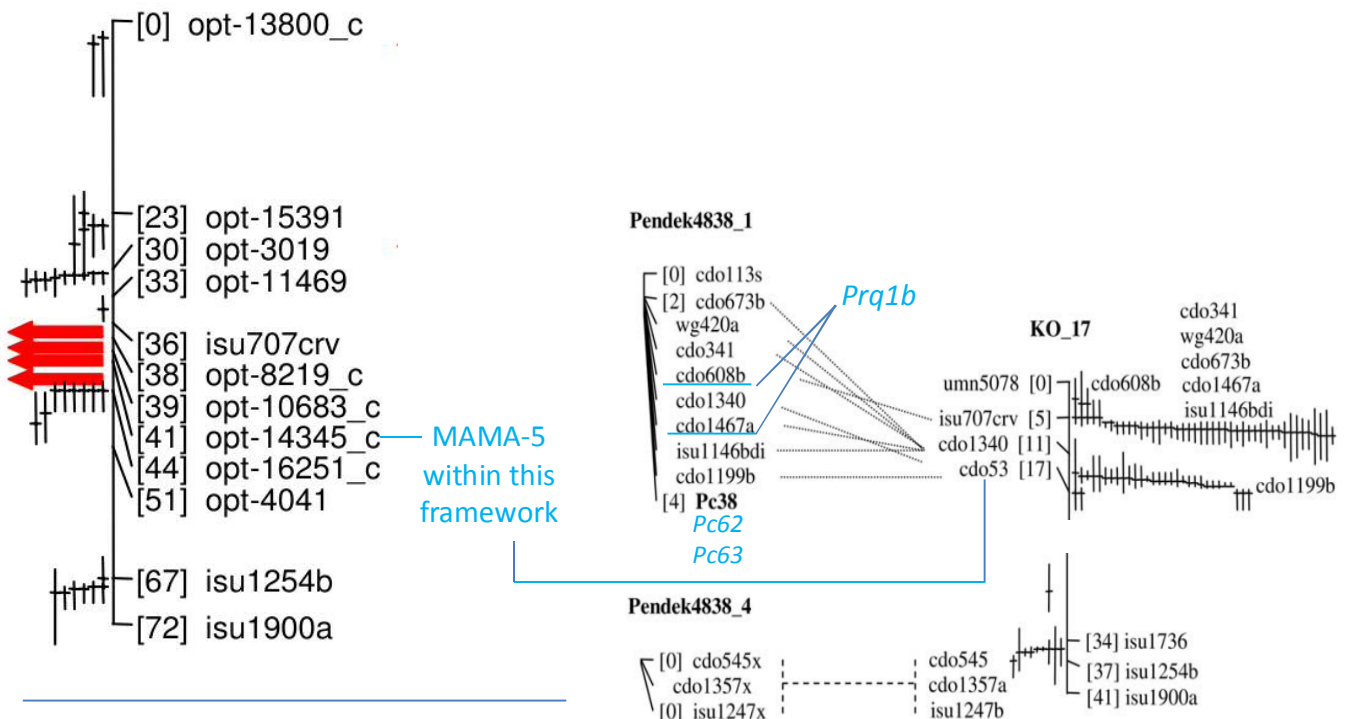 [0] opt-13800_c
[23] opt-15391
[30] opt-3019
[33] opt-11469
[36] isu707crv
[38] opt-8219_c
[39] opt-10683_c
[41] opt-14345_c
[44] opt-16251_c
[51] opt-4041
[67] isu1254b
[72] isu1900a
MAMA-5
within this
framework
Pendek4838_1
[0] cdo113s
[2] cdo673b
wg420a
cdo341
cdo608b
cdo1340
cdo1467a
isu1146bdi
cdo1199b
[4] Pc38
Pc62
Pc63
Prq1b
KO_17
cdo341
wg420a
cdo673b
cdo1467a
isu1146bdi
umn5078 [0]
cdo608b
isu707crv [5]
cdo1340 [11]
cdo53 [17]
cdo1199b
Pendek4838_4
[0] cdo545x
cdo1357x
[0] isu1247x
cdo545
cdo1357a
isu1247b
[34] isu1736
[37] isu1254b
[41] isu1900a